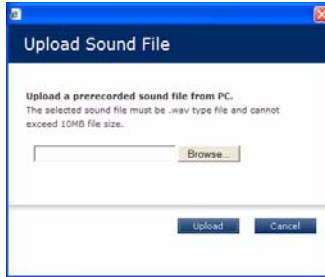 Upload Sound File
Upload a prerecorded sound file from PC.
The selected sound file must be .wav type file and cannot
exceed 10MB file size.
Browse...
Upload Cancel